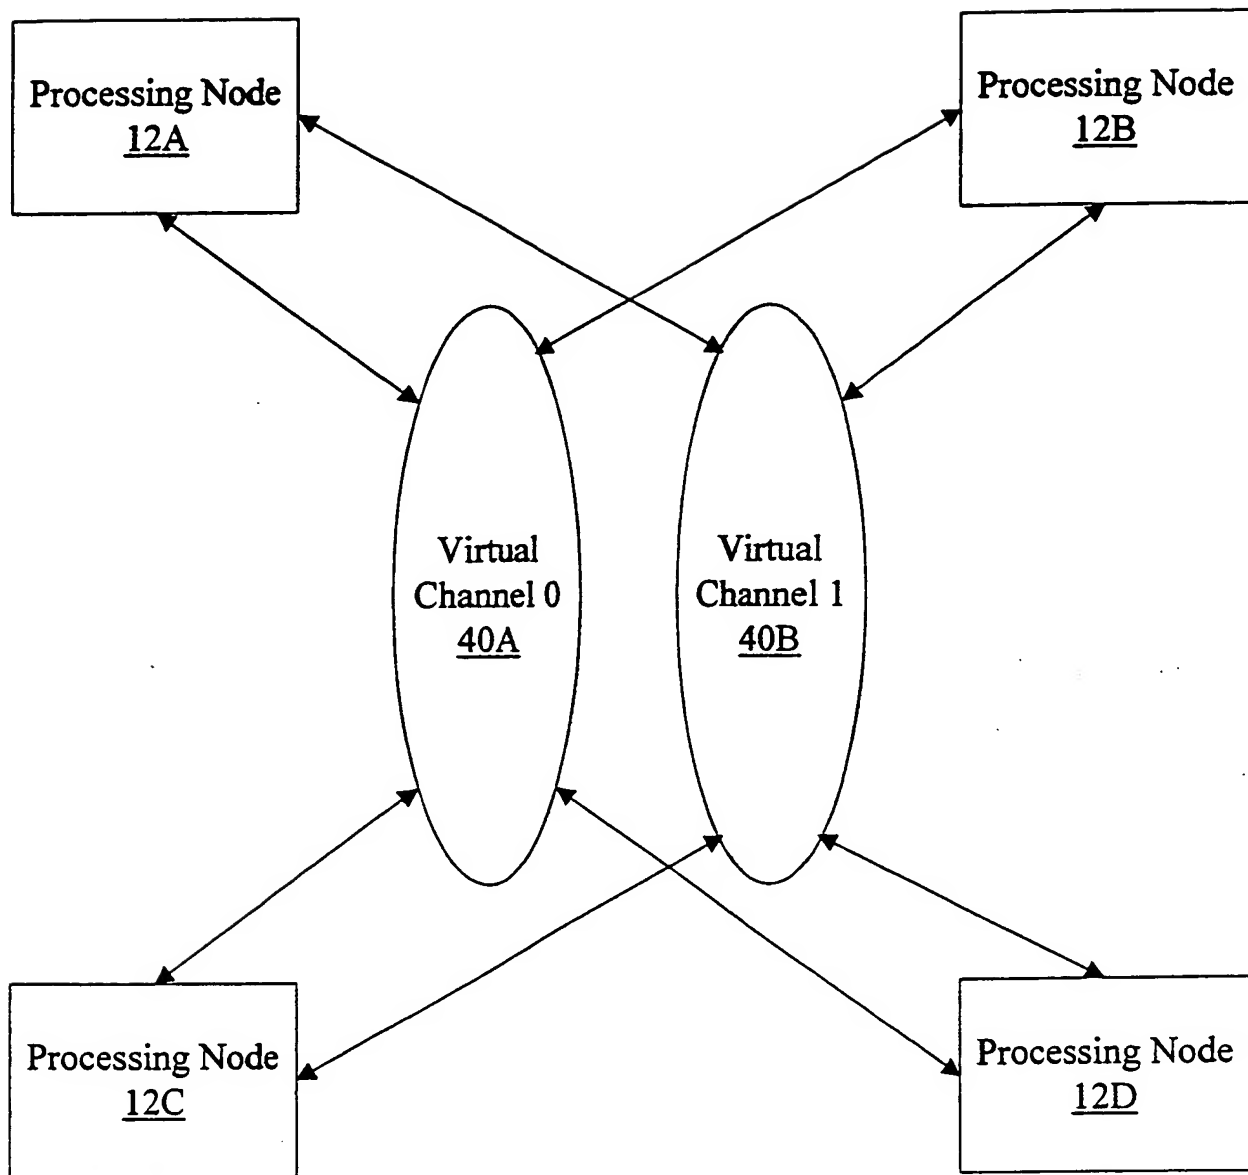 Processing Node
12A
Processing Node
12B
Virtual
Channel 0
40A
Virtual
Channel 1
40B
Processing Node
12C
Processing Node
12D